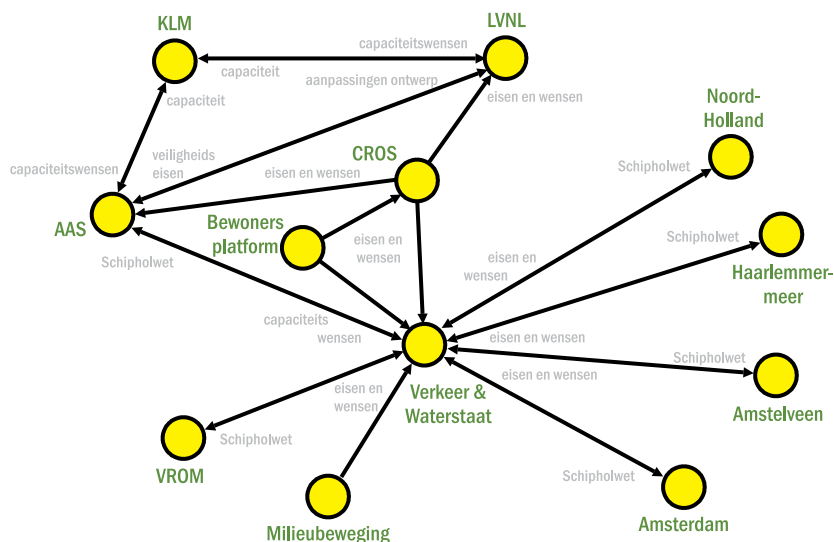 KLM
LVNL
capaciteitswensen
capaciteit
aanpassingen ontwerp
capaciteit
eisen en wensen
Noord-
Holland
veiligheids
eisen
CROS
capaciteitswensen
eisen en wensen
Schipholwet
AAS
Bewoners
platform
Schipholwet
eisen en
wensen
Schipholwet
eisen en
wensen
Haarlemmer-
meer
capaciteits
wensen
eisen en wensen
Schipholwet
eisen en wensen
eisen en
wensen
Verkeer &
Waterstaat
Amstelveen
Schipholwet
VROM
Schipholwet
Milieubeweging
Amsterdam